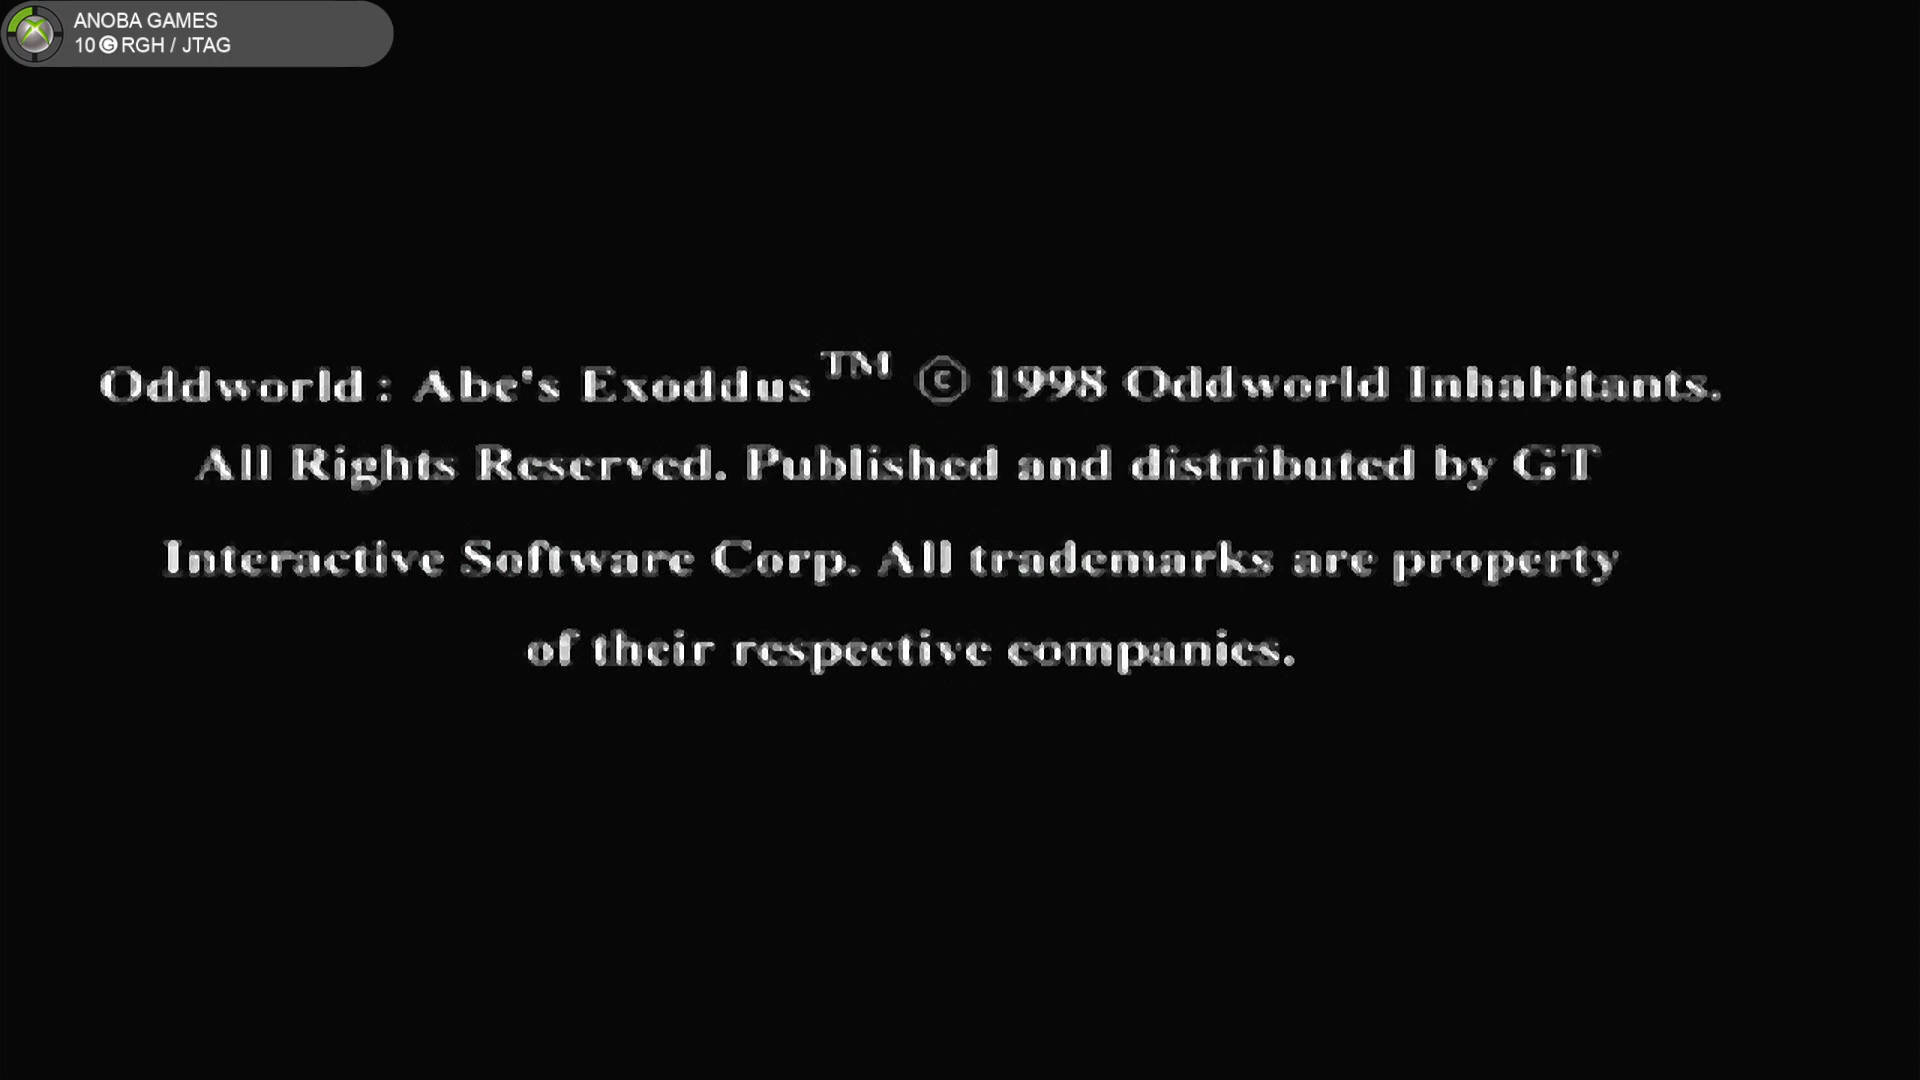 ANOBA GAMES
10 G RGH / JTAG
Oddworld : Abe's Exoddus™ © 1998 Oddworld Inhabitants.
All Rights Reserved. Published and distributed by GT
Interactive Software Corp. All trademarks are property
of their respective companies.